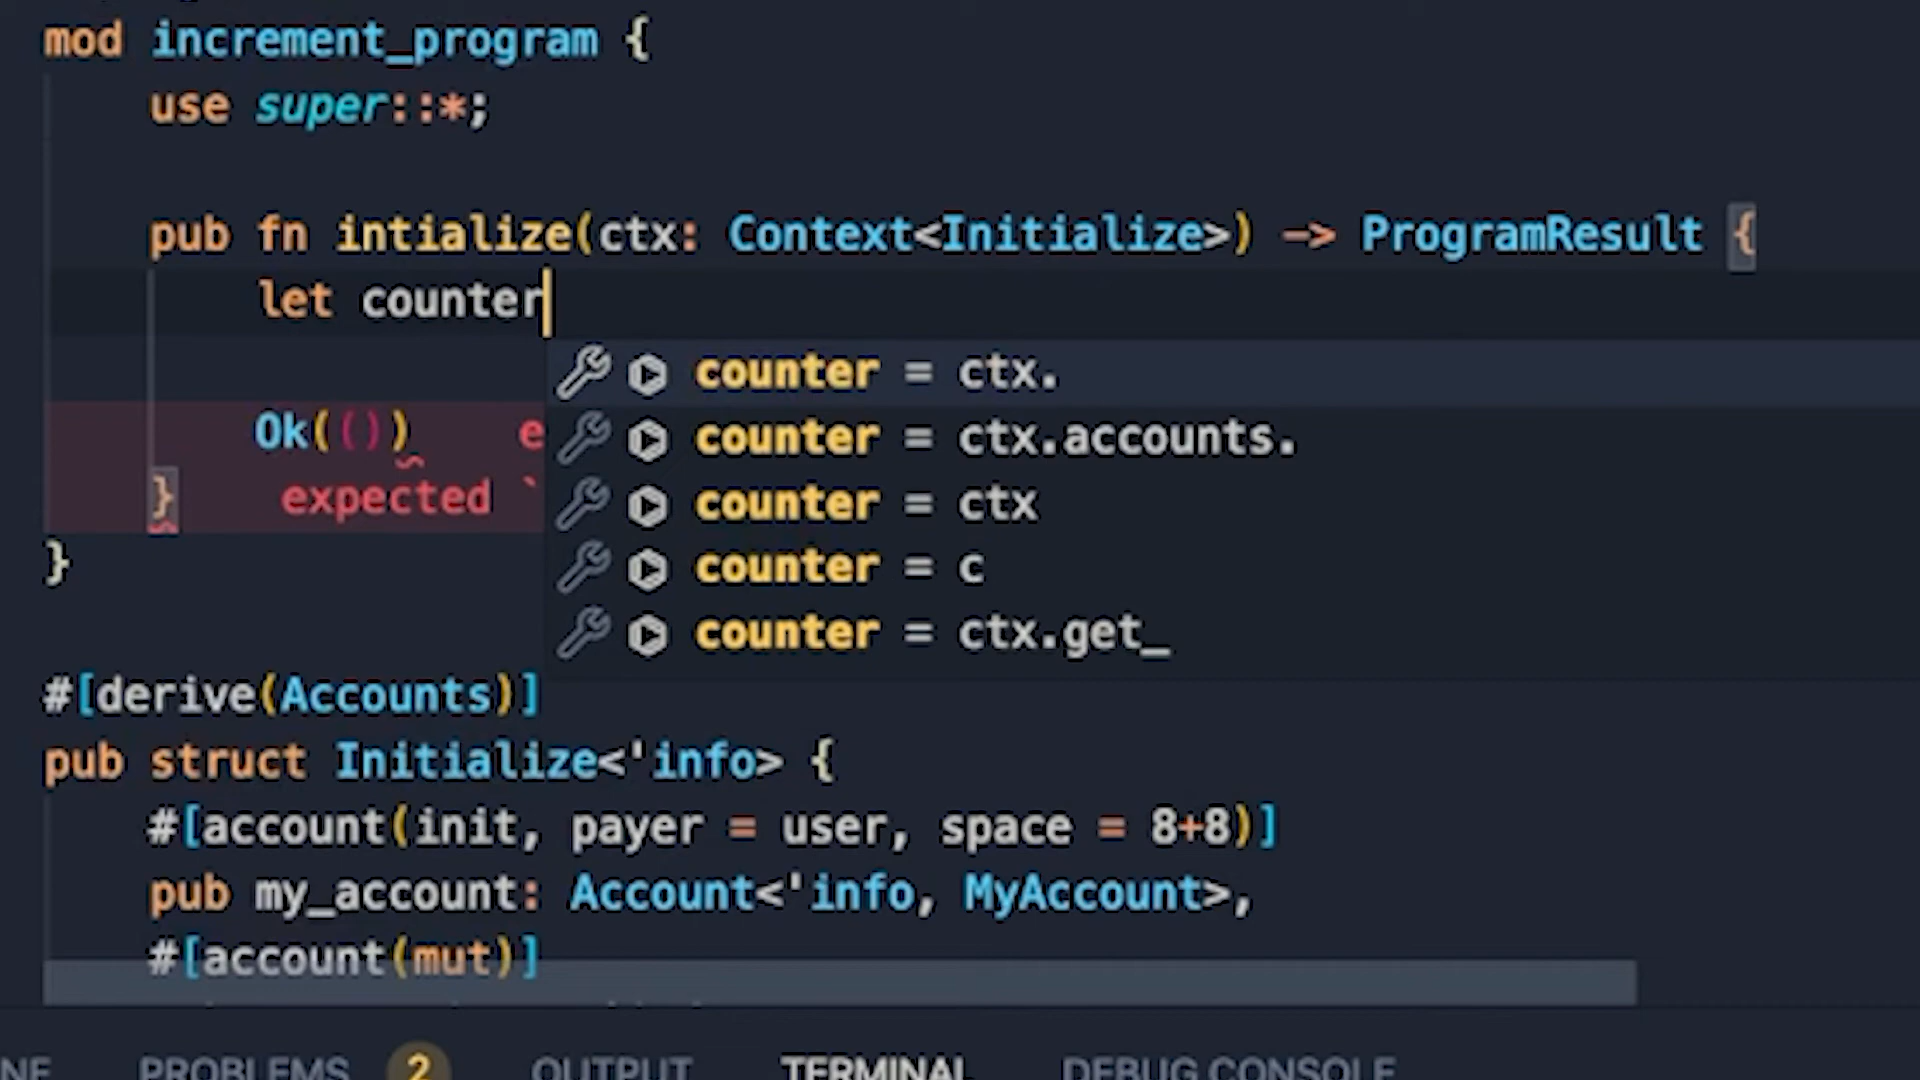 mod increment_program {
use super::*;
pub fn intialize(ctx: Context<Initialize>) -> ProgramResult {
let counter
counter = ctx.
counter = ctx.accounts.
counter = ctx
counter = c
counter = ctx.get_
Ok(()) e
} expected `
}
#[derive(Accounts)]
pub struct Initialize<'info> {
#[account(init, payer = user, space = 8+8)]
pub my_account: Account<'info, MyAccount>,
#[account(mut)]
NE PROBLEMS 2 OUTPUT TERMINAL DEBUG CONSOLE